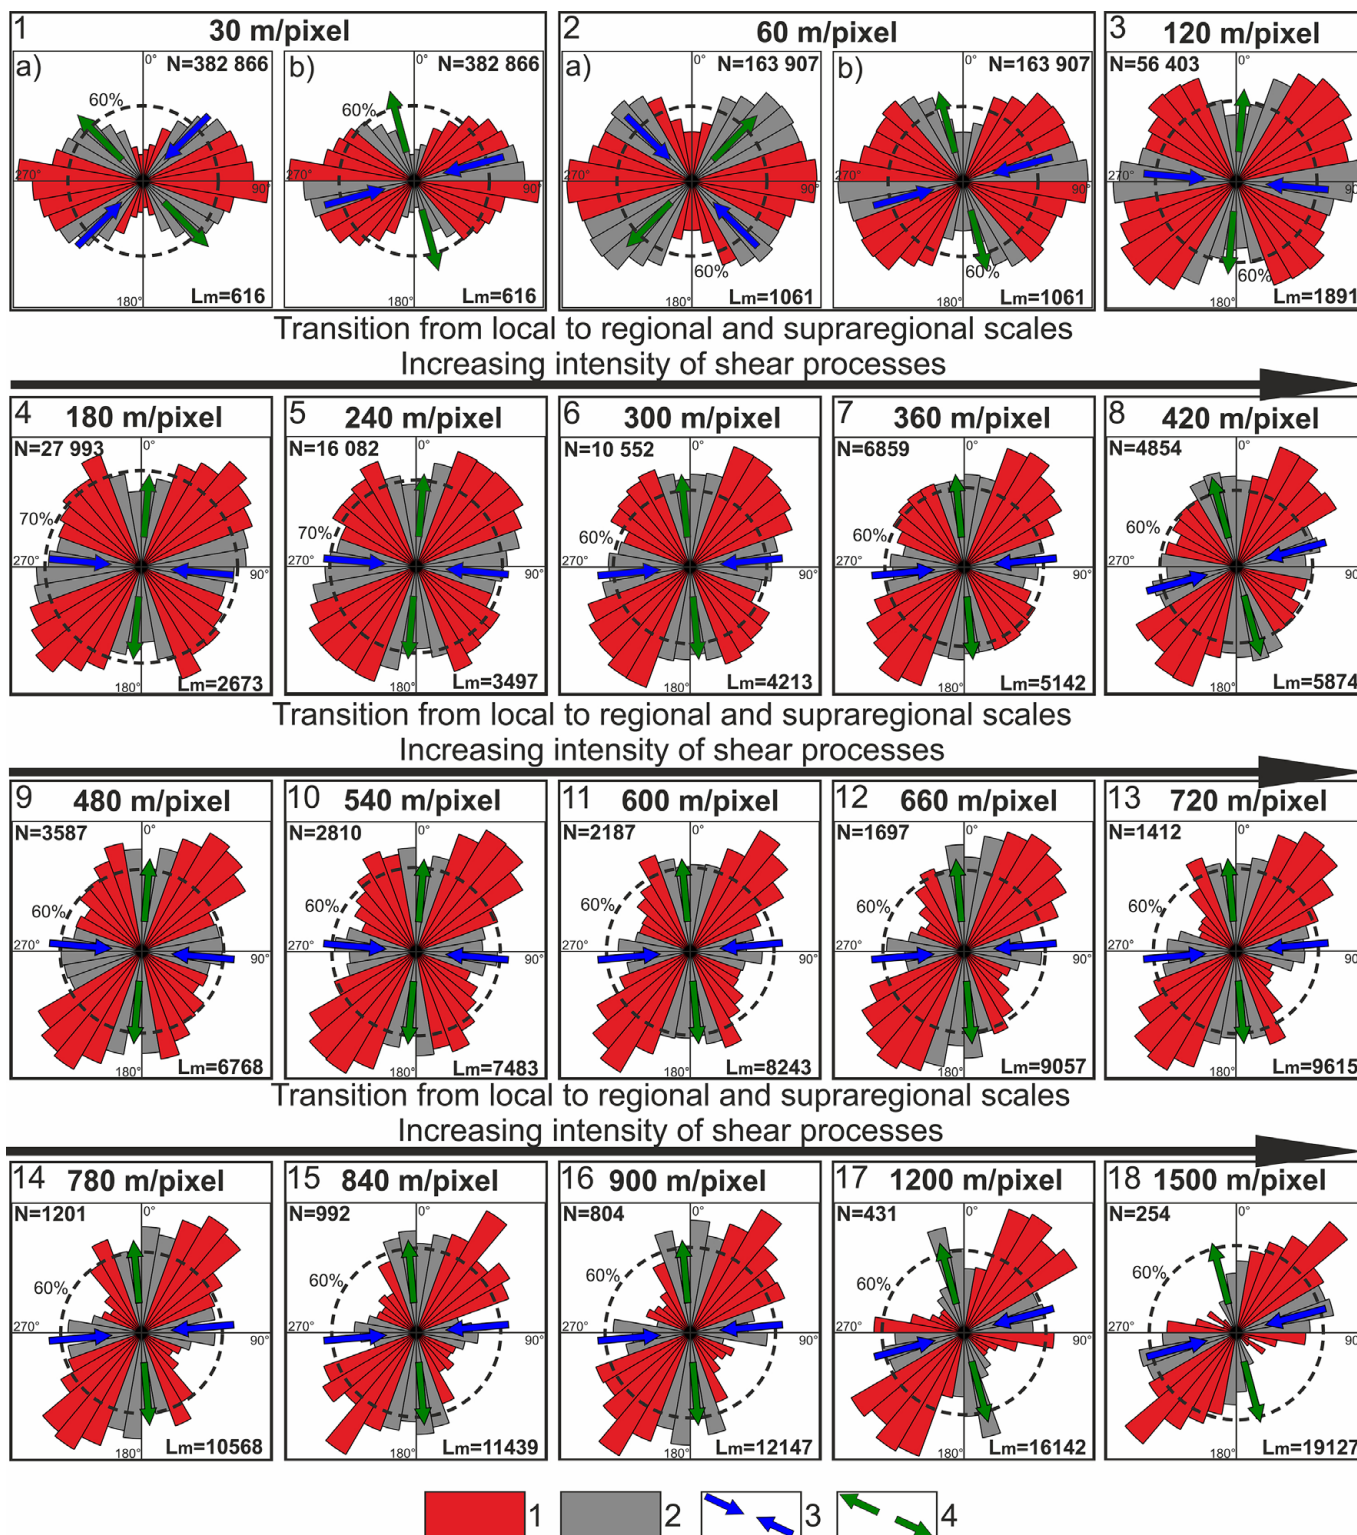 1 30 m/pixel 2 60 m/pixel 3 120 m/pixel
a) 0° N=382 866 b) 0° N=382 866 a) 0° N=163 907 b) 0° N=163 907 N=56 403 0°
60% 60%
270° 90° 270° 90° 270° 90° 270° 90° 270° 90°
60% 60% 60%
180° Lm=616 180° Lm=616 180° Lm=1061 180° Lm=1061 180° Lm=1891
Transition from local to regional and supraregional scales
Increasing intensity of shear processes
4 180 m/pixel 5 240 m/pixel 6 300 m/pixel 7 360 m/pixel 8 420 m/pixel
N=27 993 0° N=16 082 0° N=10 552 0° N=6859 0° N=4854 0°
70% 70% 60% 60% 60%
270° 90° 270° 90° 270° 90° 270° 90° 270° 90°
180° Lm=2673 180° Lm=3497 180° Lm=4213 180° Lm=5142 180° Lm=5874
Transition from local to regional and supraregional scales
Increasing intensity of shear processes
9 480 m/pixel 10 540 m/pixel 11 600 m/pixel 12 660 m/pixel 13 720 m/pixel
N=3587 0° N=2810 0° N=2187 0° N=1697 0° N=1412 0°
60% 60% 60% 60% 60%
270° 90° 270° 90° 270° 90° 270° 90° 270° 90°
180° Lm=6768 180° Lm=7483 180° Lm=8243 180° Lm=9057 180° Lm=9615
Transition from local to regional and supraregional scales
Increasing intensity of shear processes
14 780 m/pixel 15 840 m/pixel 16 900 m/pixel 17 1200 m/pixel 18 1500 m/pixel
N=1201 0° N=992 0° N=804 0° N=431 0° N=254 0°
60% 60% 60% 60% 60%
270° 90° 270° 90° 270° 90° 270° 90° 270° 90°
180° Lm=10568 180° Lm=11439 180° Lm=12147 180° Lm=16142 180° Lm=19127
1 2 3 4